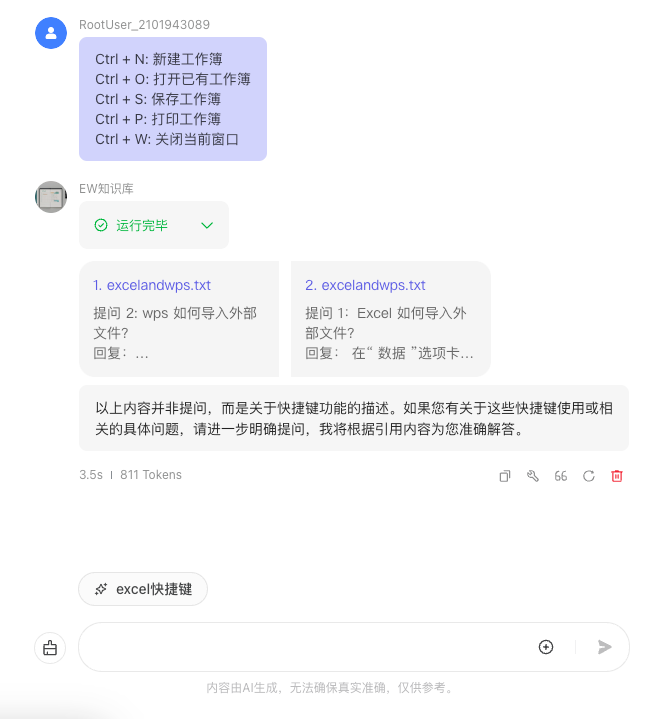 RootUser_2101943089
Ctrl + N: 新建工作簿
Ctrl + O: 打开已有工作簿
Ctrl + S: 保存工作簿
Ctrl + P: 打印工作簿
Ctrl + W: 关闭当前窗口
EW知识库
运行完毕
1. excelandwps.txt
提问 2: wps 如何导入外部
文件?
回复：...
2. excelandwps.txt
提问 1：Excel 如何导入外
部文件?
回复： 在“ 数据 ”选项卡...
以上内容并非提问，而是关于快捷键功能的描述。如果您有关于这些快捷键使用或相
关的具体问题，请进一步明确提问，我将根据引用内容为您准确解答。
3.5s | 811 Tokens
excel快捷键
内容由AI生成，无法确保真实准确，仅供参考。